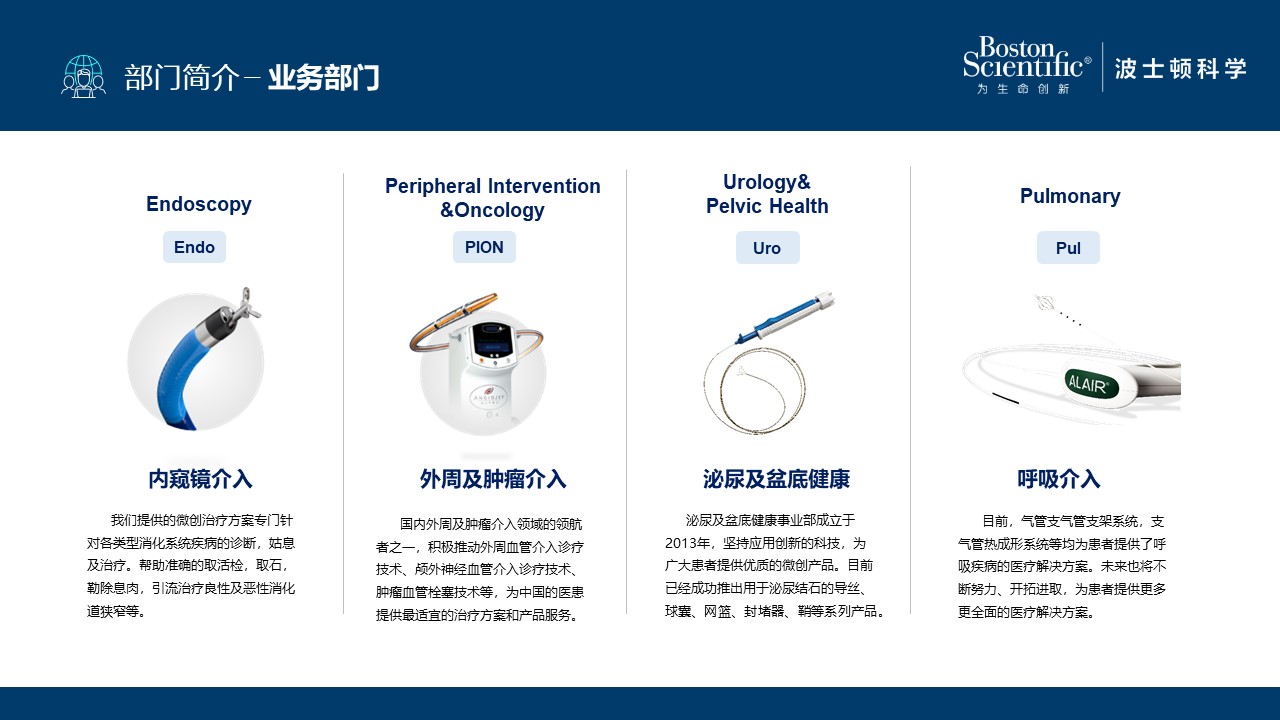 部门简介 — 业务部门
Boston
Scientific®
为生命创新
波士顿科学
Endoscopy
Endo
内窥镜介入
我们提供的微创治疗方案专门针
对各类型消化系统疾病的诊断，姑息
及治疗。帮助准确的取活检，取石，
勒除息肉，引流治疗良性及恶性消化
道狭窄等。
Peripheral Intervention
&Oncology
PION
外周及肿瘤介入
国内外周及肿瘤介入领域的领航
者之一，积极推动外周血管介入诊疗
技术、颅外神经血管介入诊疗技术、
肿瘤血管栓塞技术等，为中国的医患
提供最适宜的治疗方案和产品服务。
Urology&
Pelvic Health
Uro
泌尿及盆底健康
泌尿及盆底健康事业部成立于
2013年，坚持应用创新的科技，为
广大患者提供优质的微创产品。目前
已经成功推出用于泌尿结石的导丝、
球囊、网篮、封堵器、鞘等系列产品。
Pulmonary
Pul
ALAIR
呼吸介入
目前，气管支气管支架系统，支
气管热成形系统等均为患者提供了呼
吸疾病的医疗解决方案。未来也将不
断努力、开拓进取，为患者提供更多
更全面的医疗解决方案。